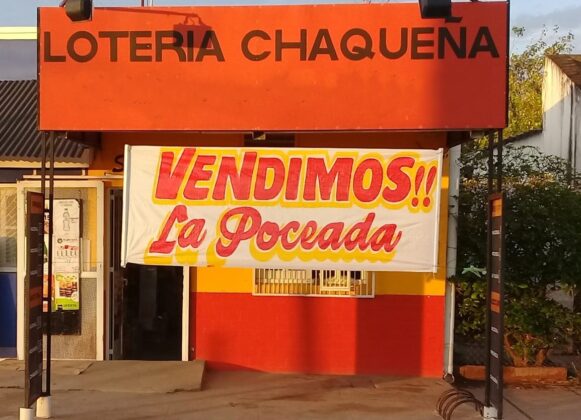 LOTERIA CHAQUEÑA
VENDIMOS!!
La Poceada